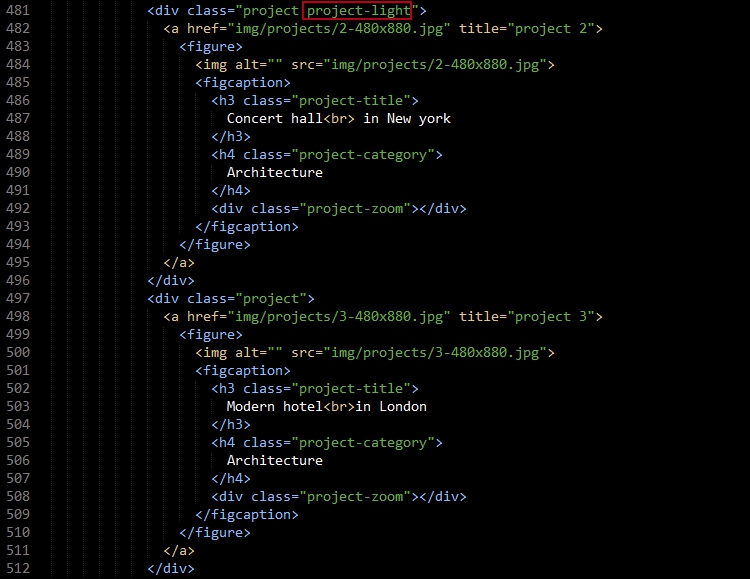 481 <div class="project project-light">
482 <a href="img/projects/2-480x880.jpg" title="project 2">
483 <figure>
484 <img alt="" src="img/projects/2-480x880.jpg">
485 <figcaption>
486 <h3 class="project-title">
487 Concert hall<br> in New york
488 </h3>
489 <h4 class="project-category">
490 Architecture
491 </h4>
492 <div class="project-zoom"></div>
493 </figcaption>
494 </figure>
495 </a>
496 </div>
497 <div class="project">
498 <a href="img/projects/3-480x880.jpg" title="project 3">
499 <figure>
500 <img alt="" src="img/projects/3-480x880.jpg">
501 <figcaption>
502 <h3 class="project-title">
503 Modern hotel<br>in London
504 </h3>
505 <h4 class="project-category">
506 Architecture
507 </h4>
508 <div class="project-zoom"></div>
509 </figcaption>
510 </figure>
511 </a>
512 </div>